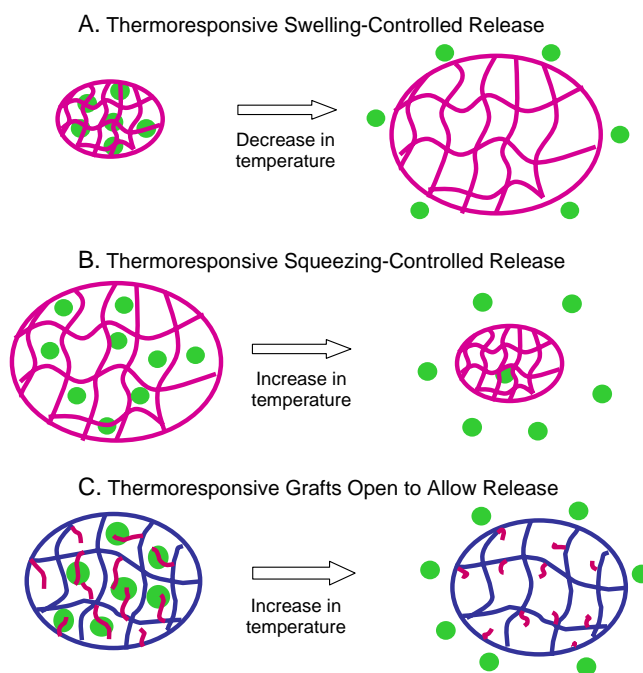 A. Thermoresponsive Swelling-Controlled Release
Decrease in
temperature
B. Thermoresponsive Squeezing-Controlled Release
Increase in
temperature
C. Thermoresponsive Grafts Open to Allow Release
Increase in
temperature